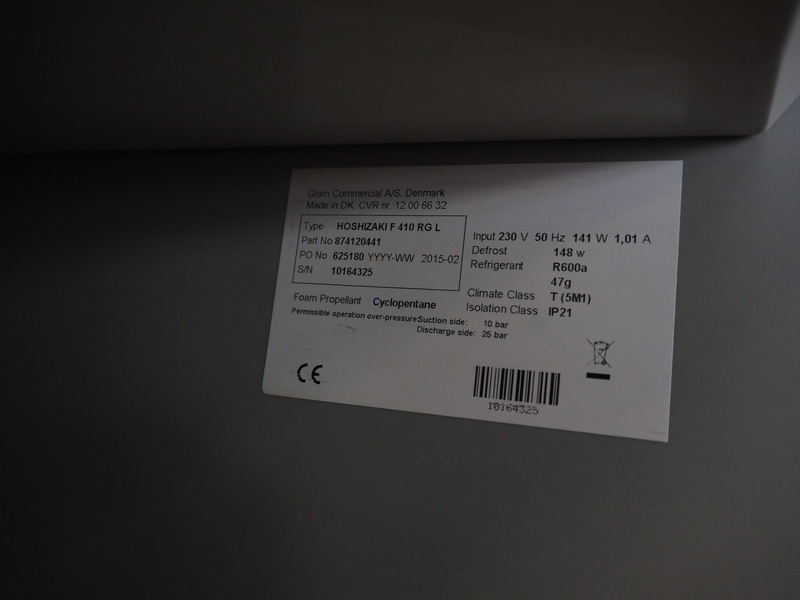 Gram Commercial A/S. Denmark
Made in DK. CVR nr. 12 00 66 32
Type HOSHIZAKI F 410 RG L
Part No 874120441
PO No 625180 YYYY-WW 2015-02
S/N 10164325
Input 230 V 50 Hz 141 W 1,01 A
Defrost 148 W
Refrigerant R600a
47g
Climate Class T (5M1)
Isolation Class IP21
Foam Propellant Cyclopentane
Permissible operation over-pressure Suction side: 10 bar
Discharge side: 25 bar
CE
10164325